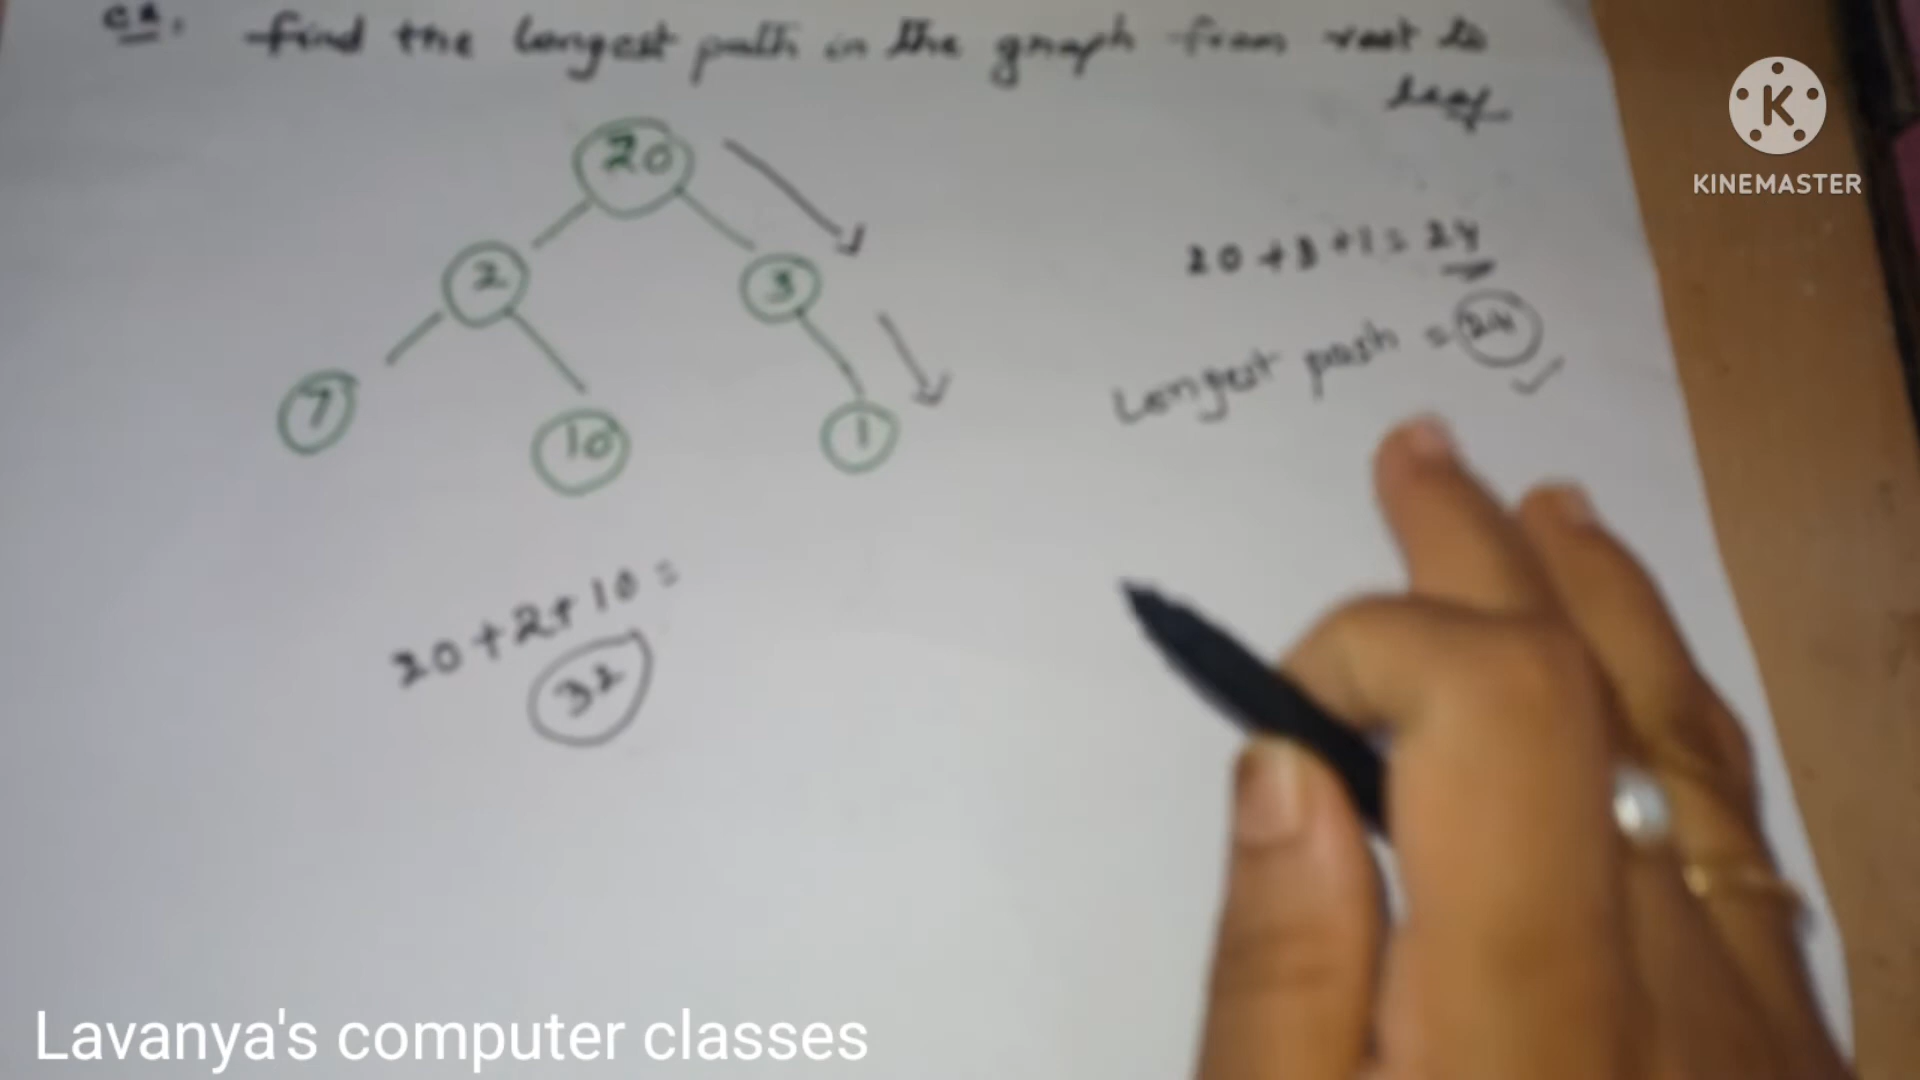 ex. find the longest path in the graph from root to
leaf
20
2
3
7
10
1
20 + 3 + 1 = 24
Longest path = 24
20 + 2 + 10 =
32
K
KINEMASTER
Lavanya's computer classes